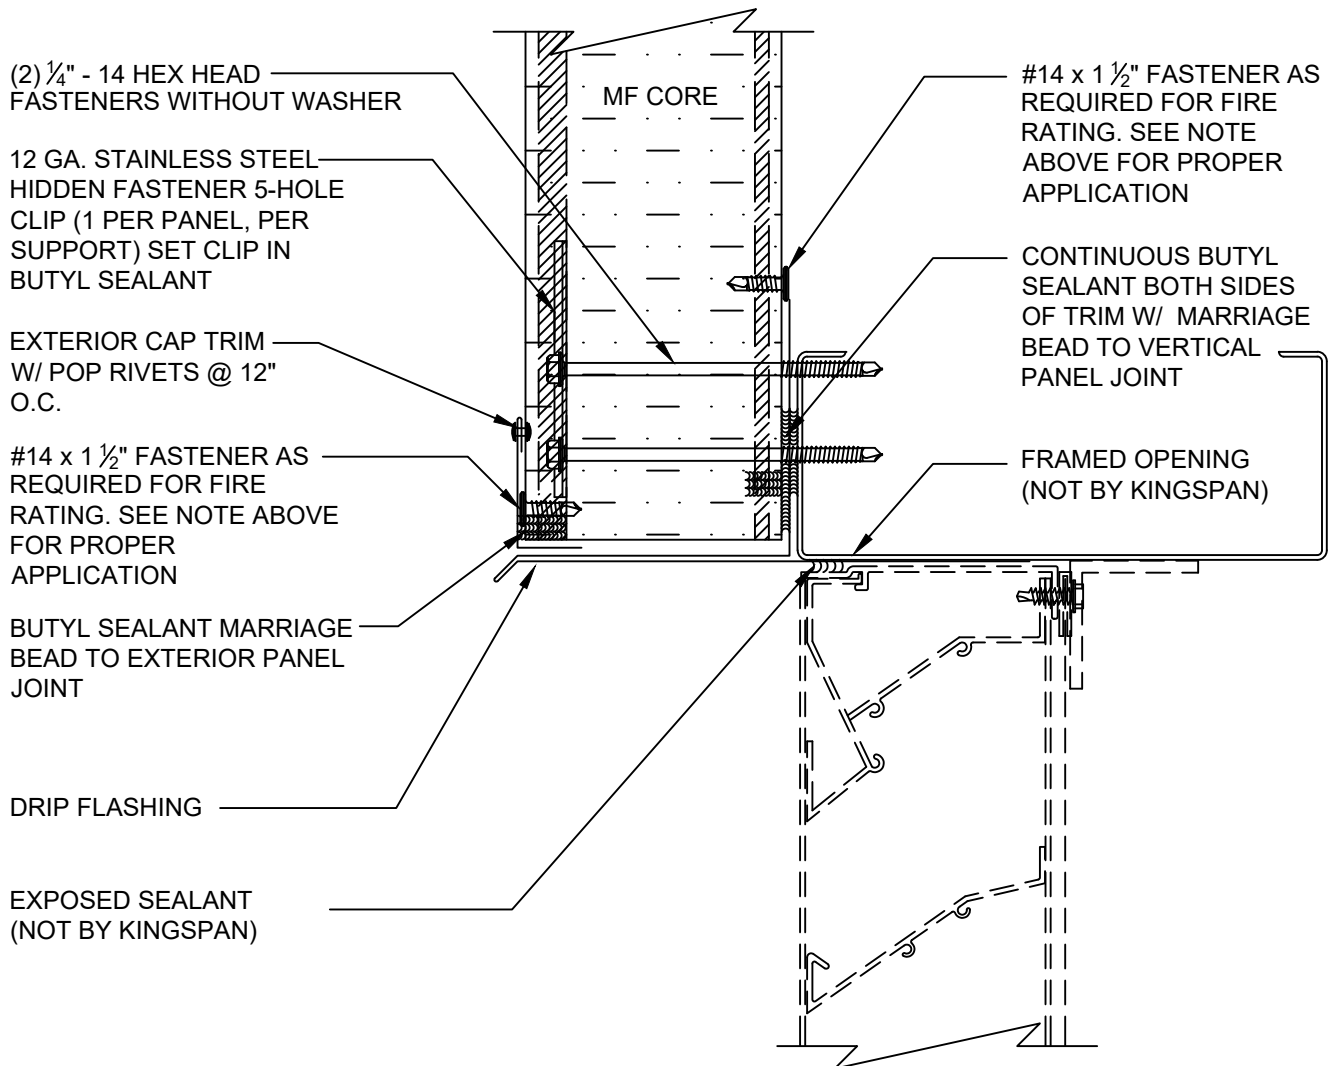 (2) ¼" - 14 HEX HEAD
FASTENERS WITHOUT WASHER
12 GA. STAINLESS STEEL
HIDDEN FASTENER 5-HOLE
CLIP (1 PER PANEL, PER
SUPPORT) SET CLIP IN
BUTYL SEALANT
EXTERIOR CAP TRIM
W/ POP RIVETS @ 12"
O.C.
#14 x 1 ½" FASTENER AS
REQUIRED FOR FIRE
RATING. SEE NOTE ABOVE
FOR PROPER
APPLICATION
BUTYL SEALANT MARRIAGE
BEAD TO EXTERIOR PANEL
JOINT
DRIP FLASHING
EXPOSED SEALANT
(NOT BY KINGSPAN)
MF CORE
#14 x 1 ½" FASTENER AS
REQUIRED FOR FIRE
RATING. SEE NOTE
ABOVE FOR PROPER
APPLICATION
CONTINUOUS BUTYL
SEALANT BOTH SIDES
OF TRIM W/ MARRIAGE
BEAD TO VERTICAL
PANEL JOINT
FRAMED OPENING
(NOT BY KINGSPAN)